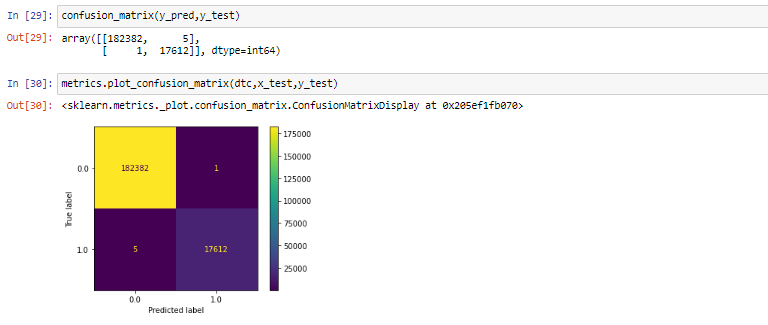 In [29]: confusion_matrix(y_pred,y_test)
Out[29]: array([[182382,      5],
       [     1,  17612]], dtype=int64)
In [30]: metrics.plot_confusion_matrix(dtc,x_test,y_test)
Out[30]: <sklearn.metrics._plot.confusion_matrix.ConfusionMatrixDisplay at 0x205ef1fb070>
175000
150000
125000
100000
75000
50000
25000
True label
0.0
182382
1
1.0
5
17612
0.0
1.0
Predicted label